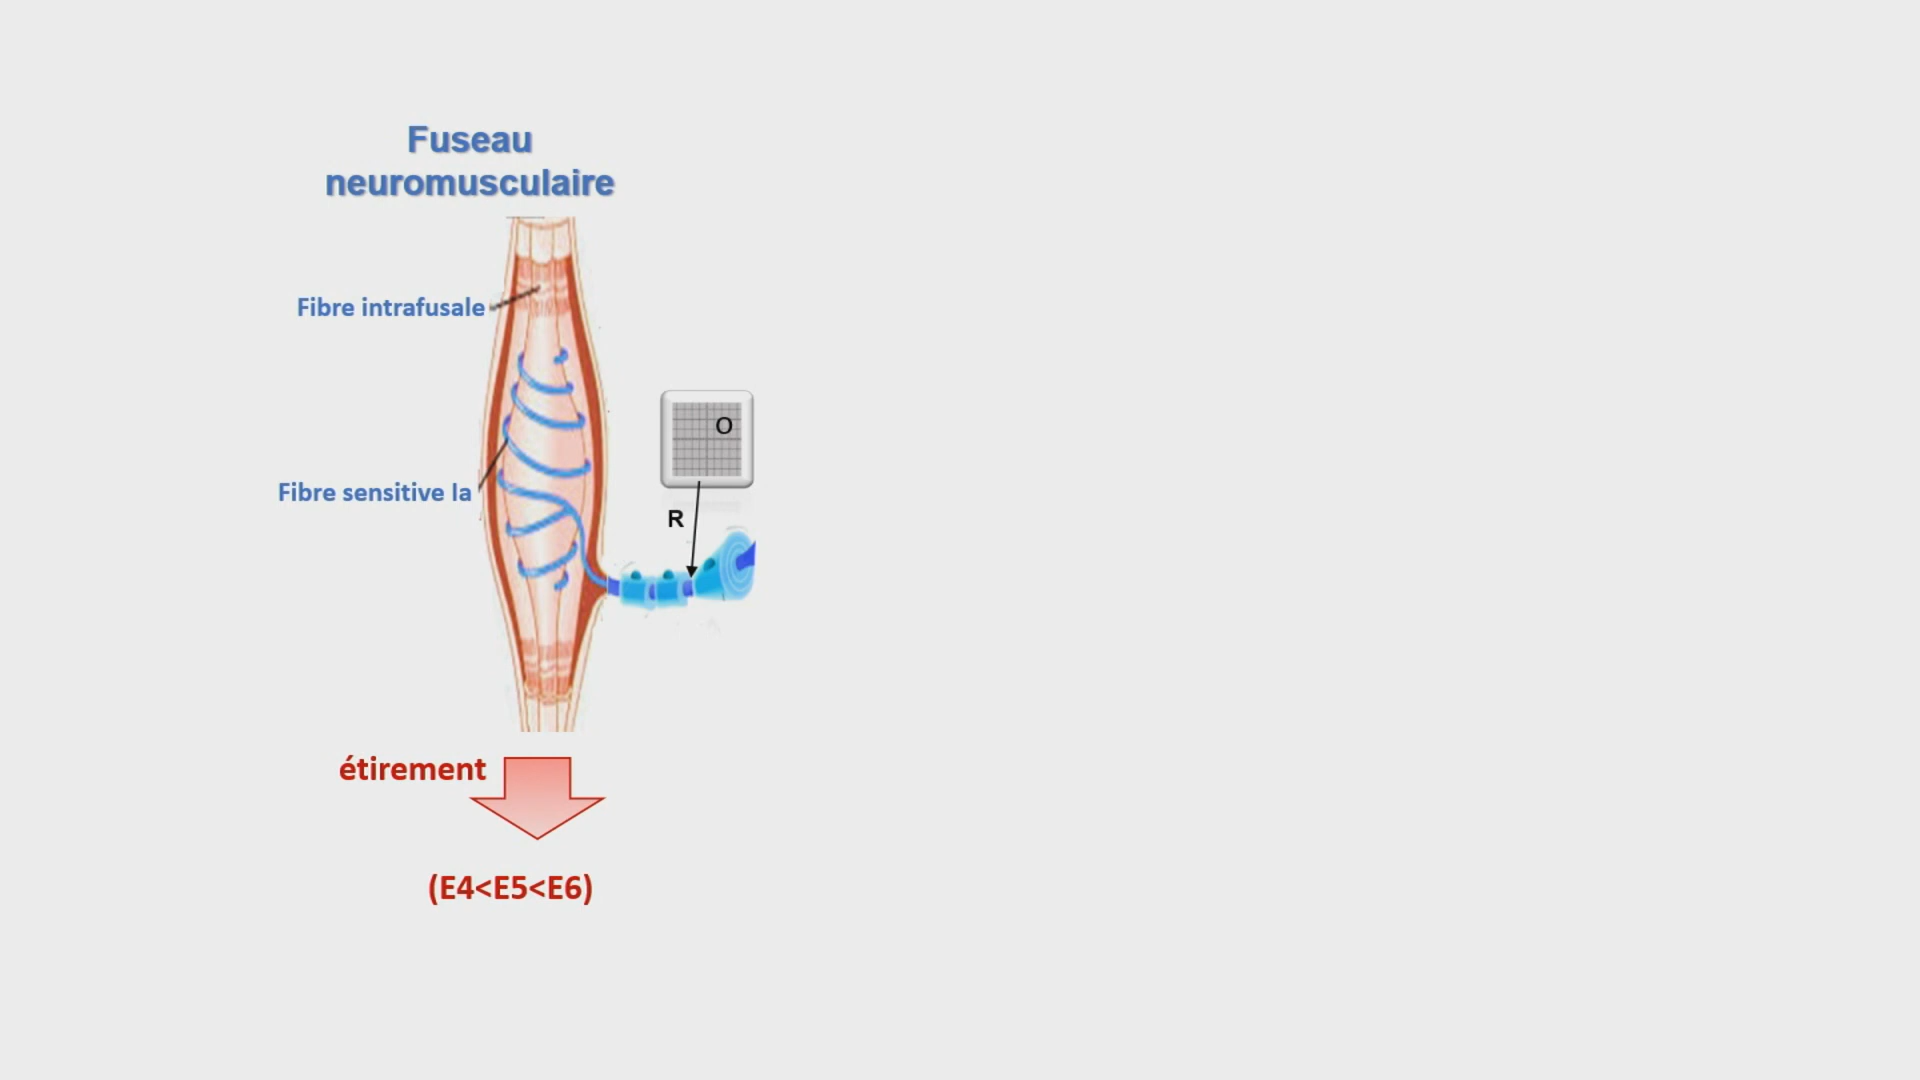 Fuseau
neuromusculaire
Fibre intrafusale
O
Fibre sensitive Ia
R
étirement
(E4<E5<E6)